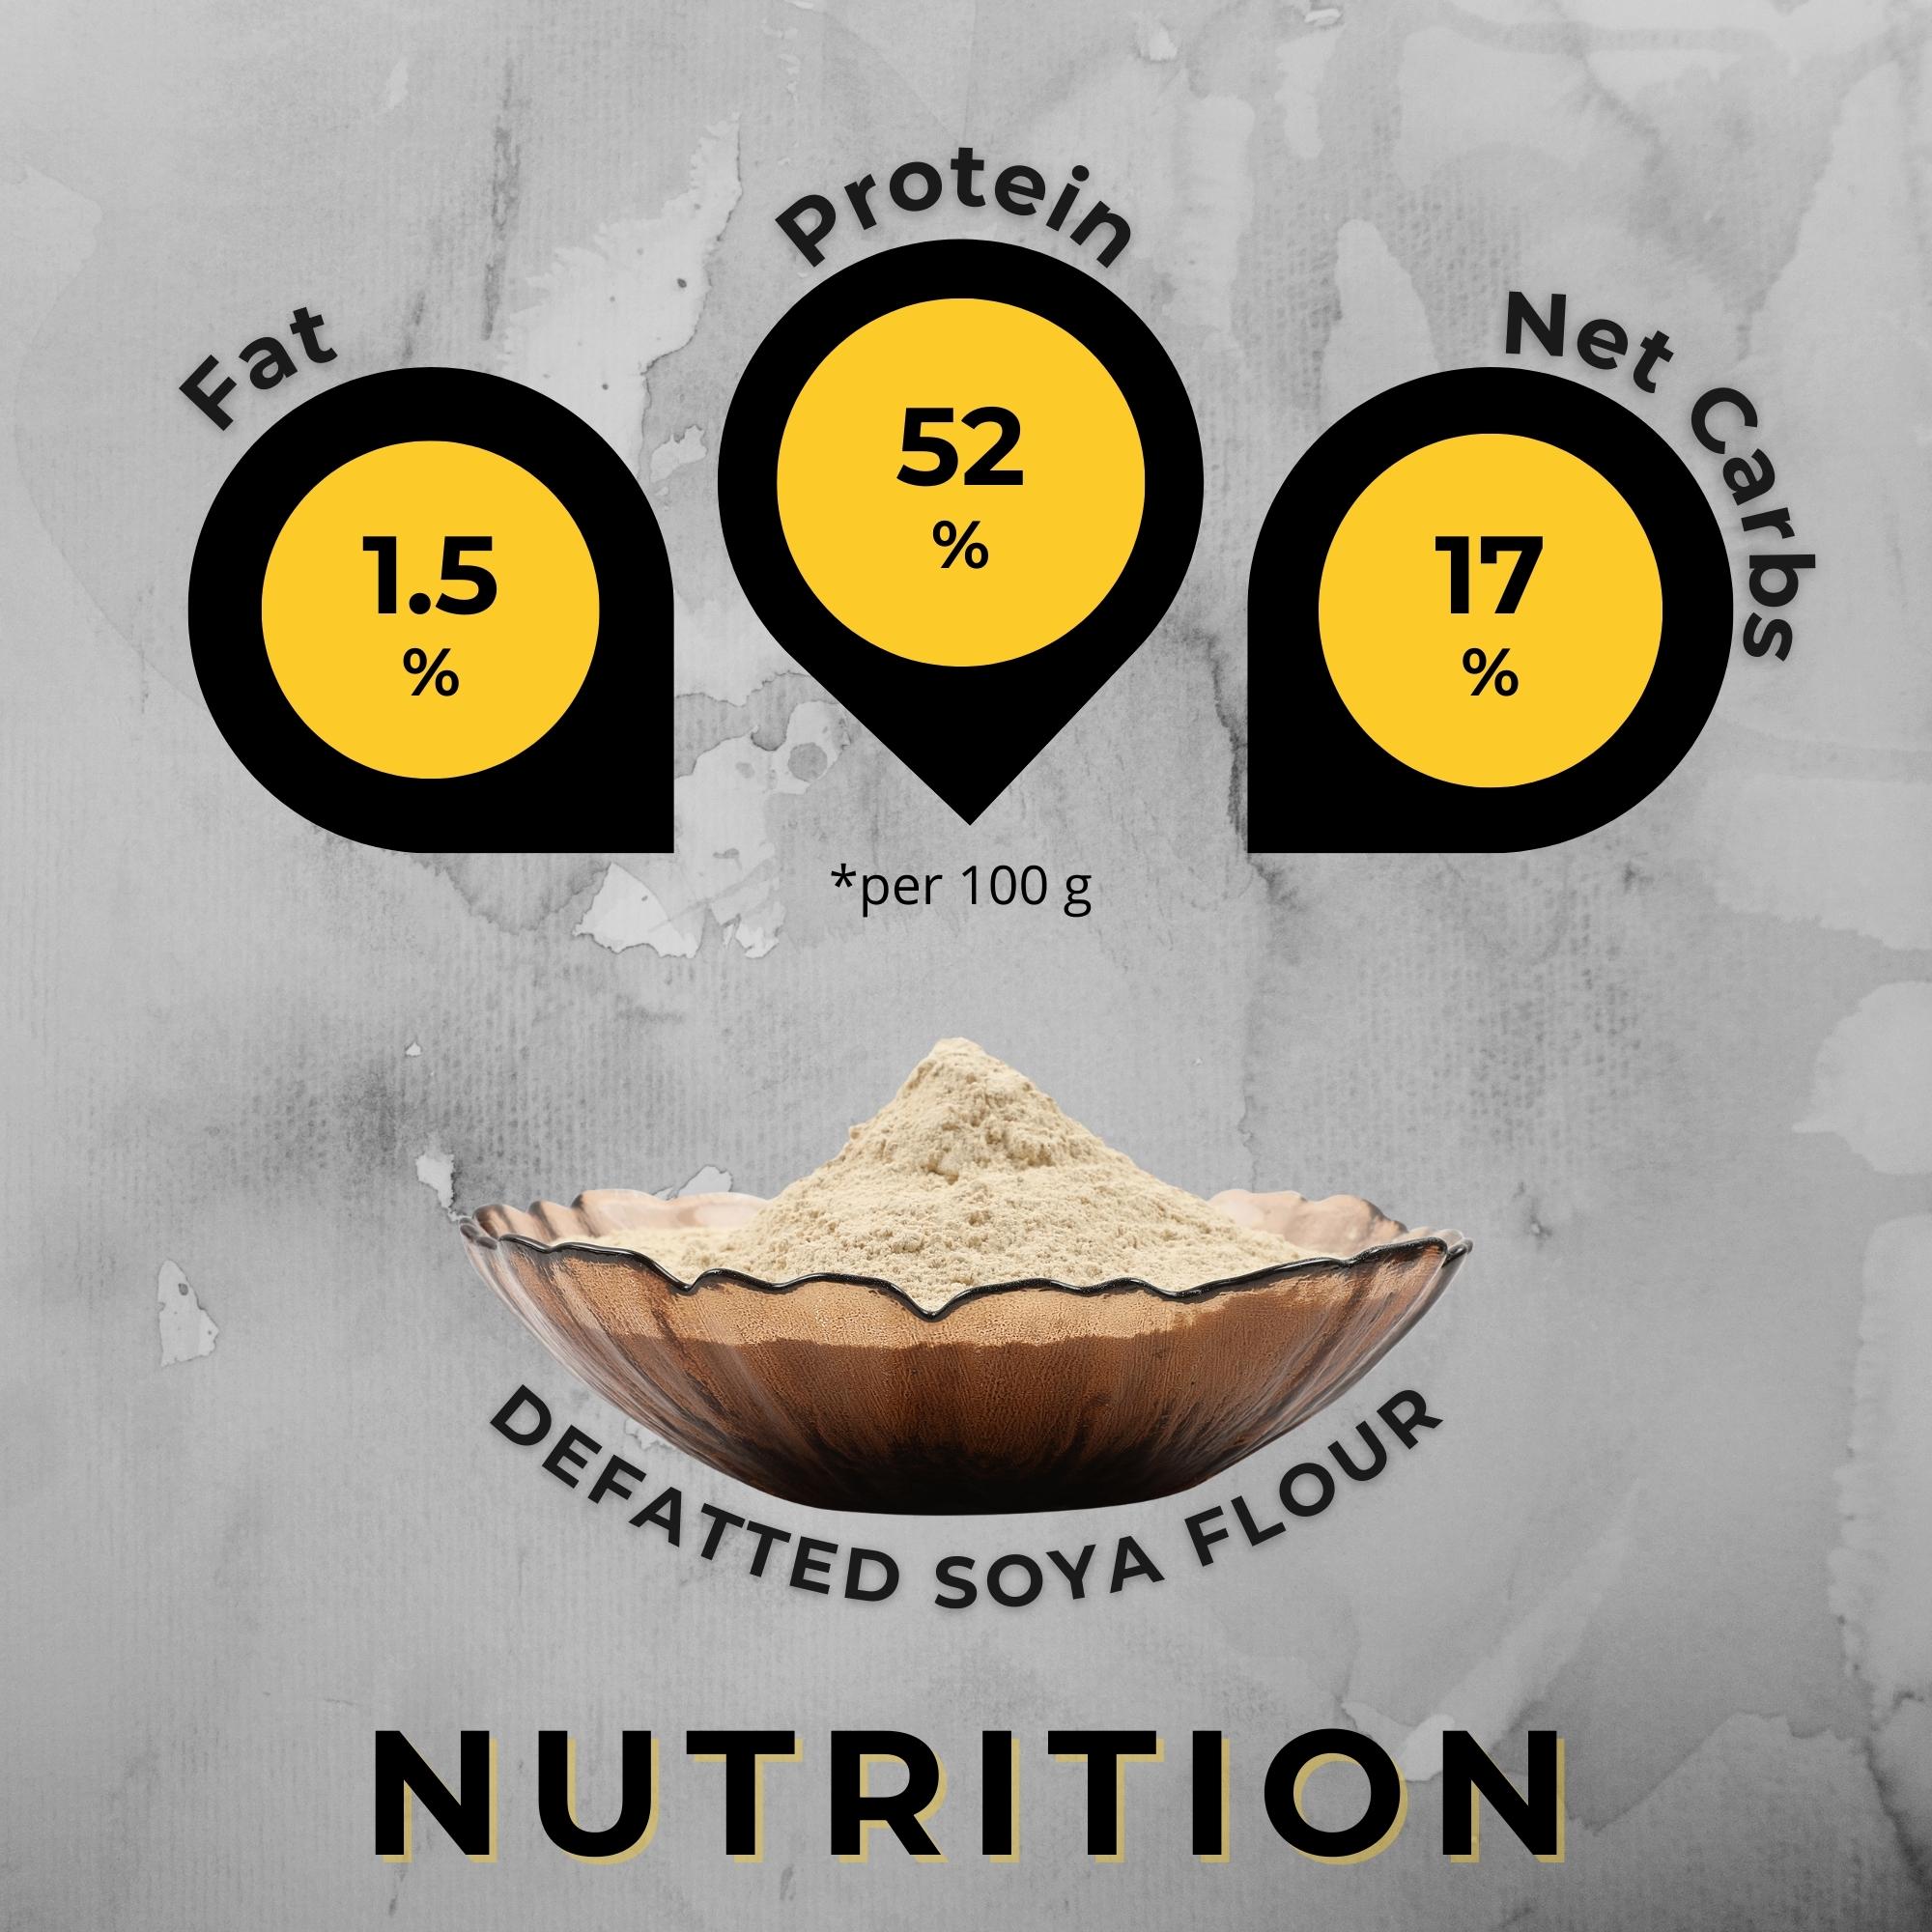 Fat
1.5
%
Protein
52
%
Net Carbs
17
%
*per 100 g
DEFATTED SOYA FLOUR
NUTRITION